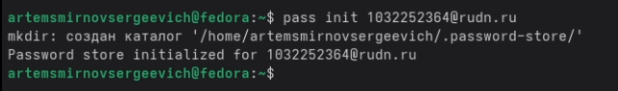 artemsmirnovsergeevich@fedora:~$ pass init 1032252364@rudn.ru
mkdir: создан каталог '/home/artemsmirnovsergeevich/.password-store/'
Password store initialized for 1032252364@rudn.ru
artemsmirnovsergeevich@fedora:~$